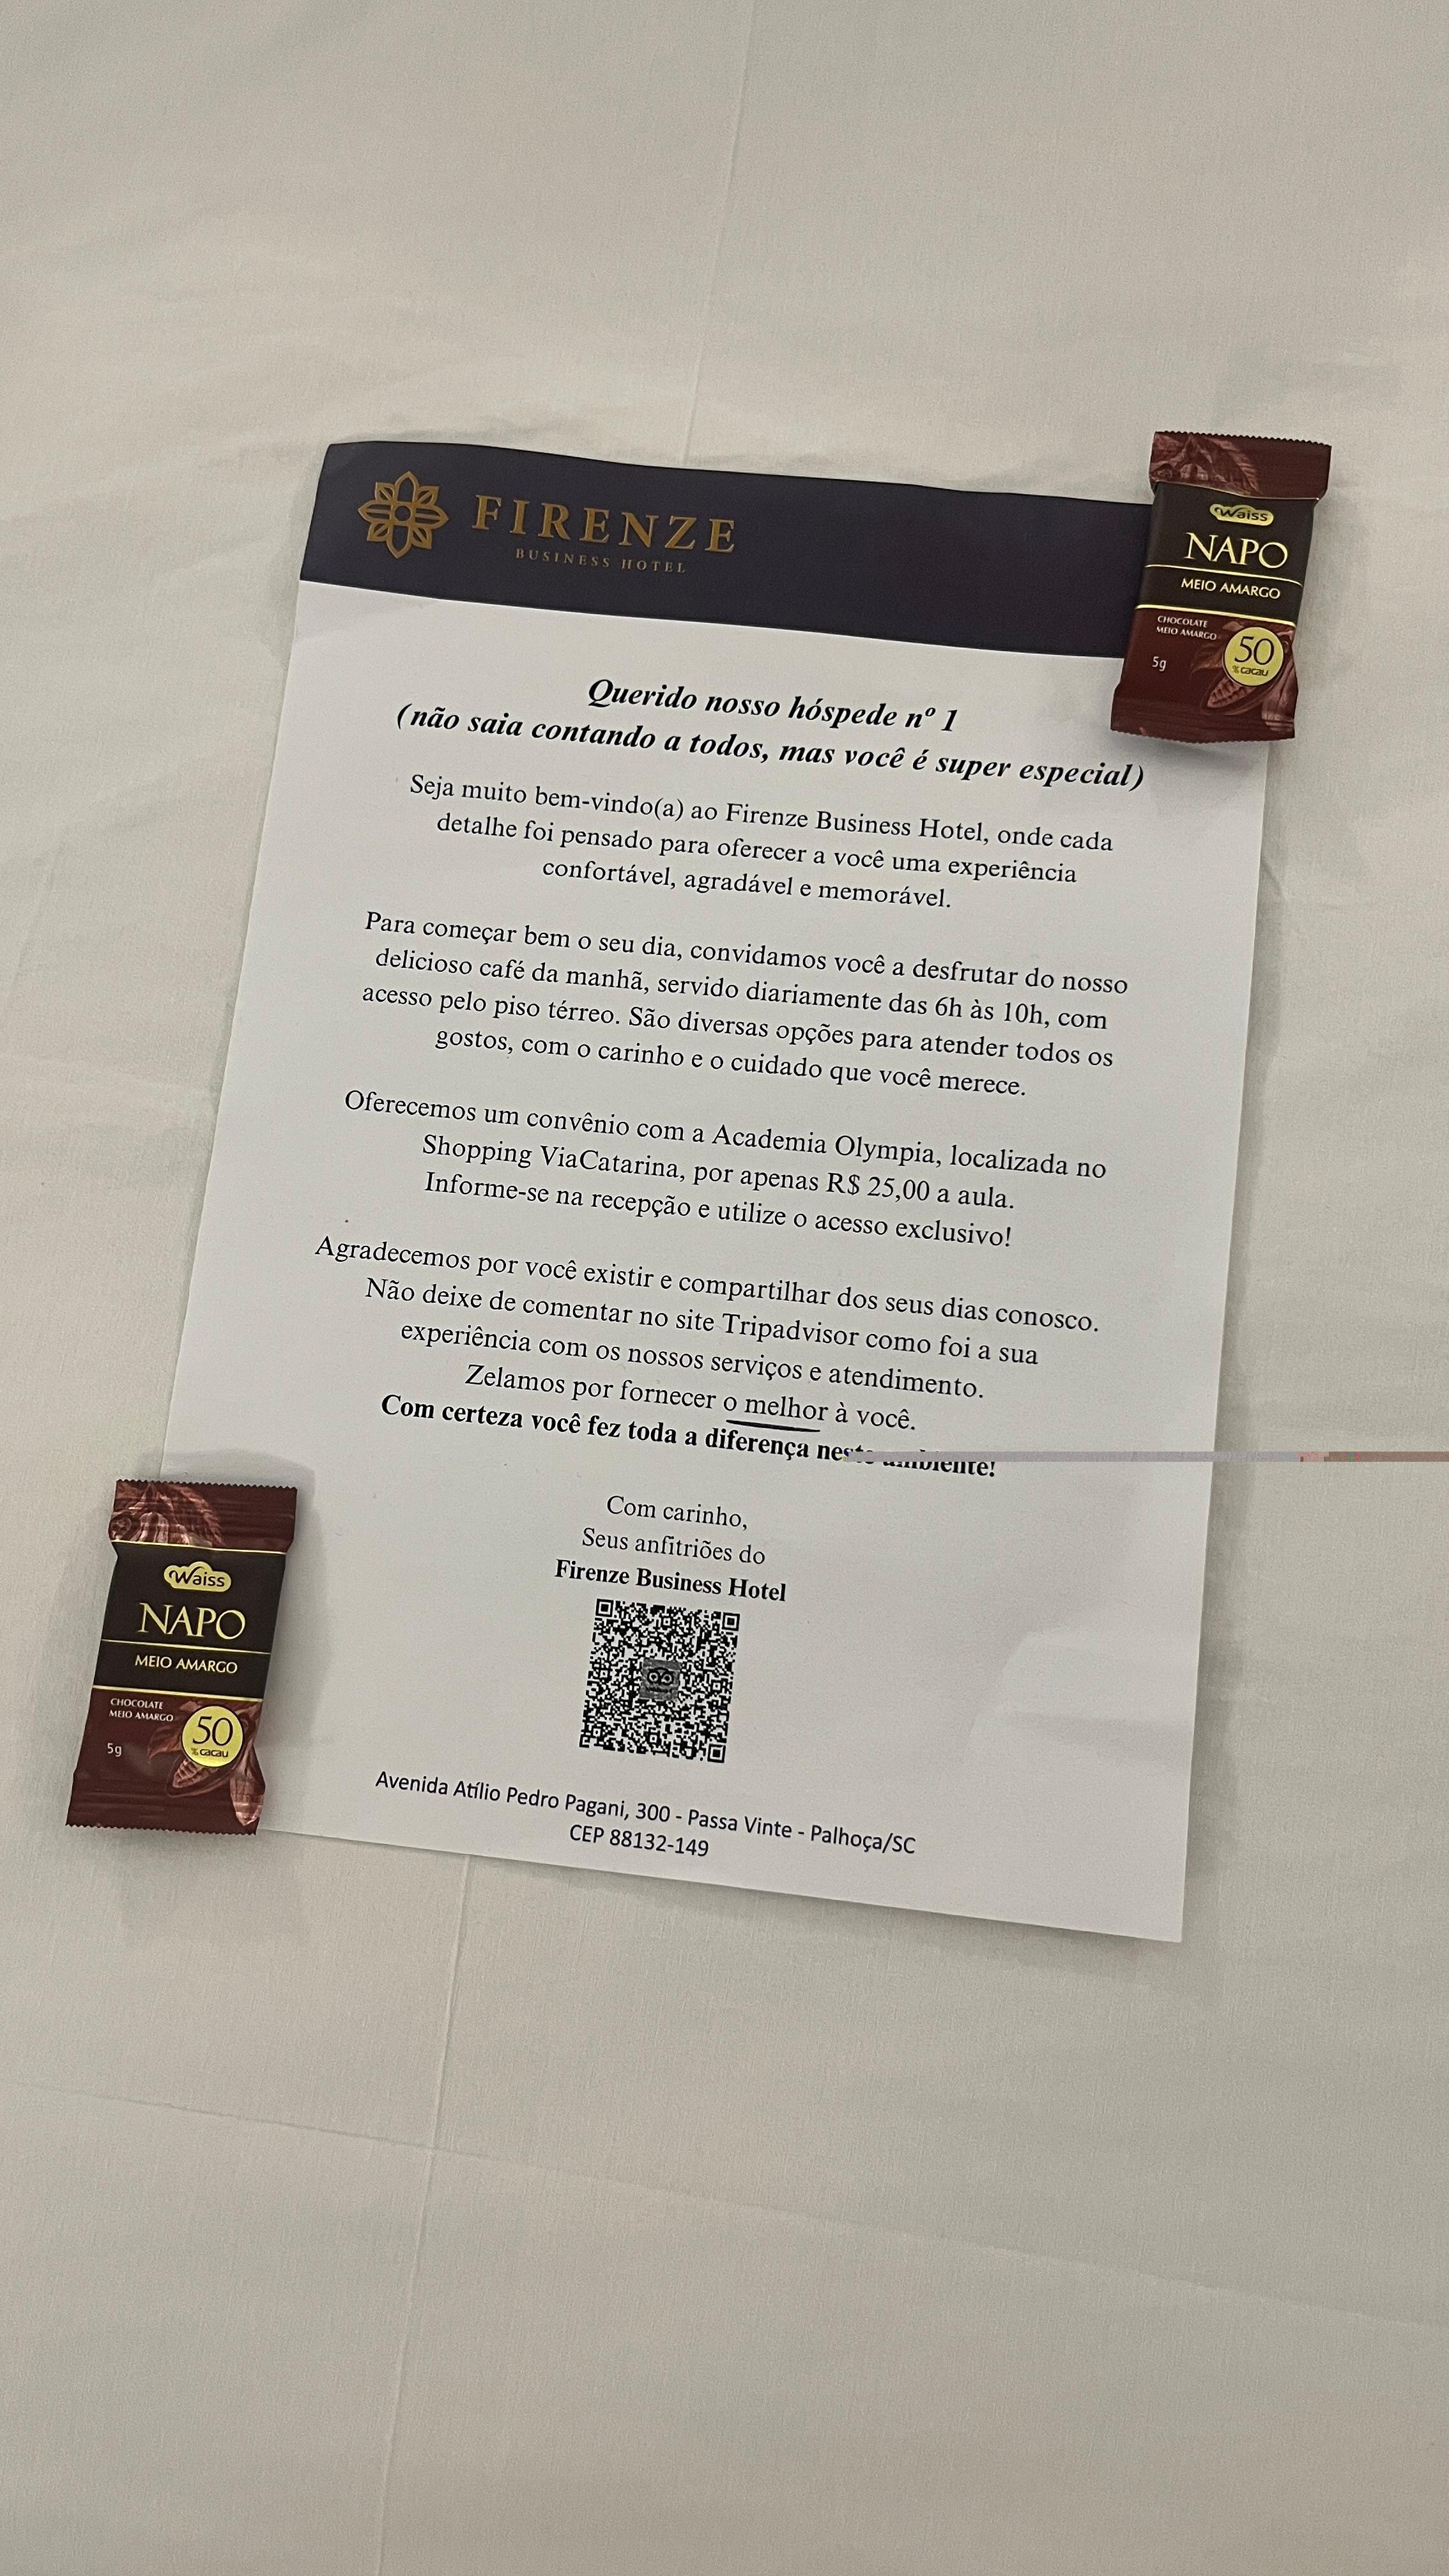 FIRENZE
BUSINESS HOTEL
Waiss
NAPO
MEIO AMARGO
CHOCOLATE
MEIO AMARGO
5g
50
% cacau
Querido nosso hóspede nº 1
(não saia contando a todos, mas você é super especial)
Seja muito bem-vindo(a) ao Firenze Business Hotel, onde cada
detalhe foi pensado para oferecer a você uma experiência
confortável, agradável e memorável.
Para começar bem o seu dia, convidamos você a desfrutar do nosso
delicioso café da manhã, servido diariamente das 6h às 10h, com
acesso pelo piso térreo. São diversas opções para atender todos os
gostos, com o carinho e o cuidado que você merece.
Oferecemos um convênio com a Academia Olympia, localizada no
Shopping ViaCatarina, por apenas R$ 25,00 a aula.
Informe-se na recepção e utilize o acesso exclusivo!
Agradecemos por você existir e compartilhar dos seus dias conosco.
Não deixe de comentar no site Tripadvisor como foi a sua
experiência com os nossos serviços e atendimento.
Zelamos por fornecer o melhor à você.
Com certeza você fez toda a diferença neste ambiente!
Com carinho,
Seus anfitriões do
Firenze Business Hotel
Waiss
NAPO
MEIO AMARGO
CHOCOLATE
MEIO AMARGO
5g
50
% cacau
Avenida Atílio Pedro Pagani, 300 - Passa Vinte - Palhoça/SC
CEP 88132-149